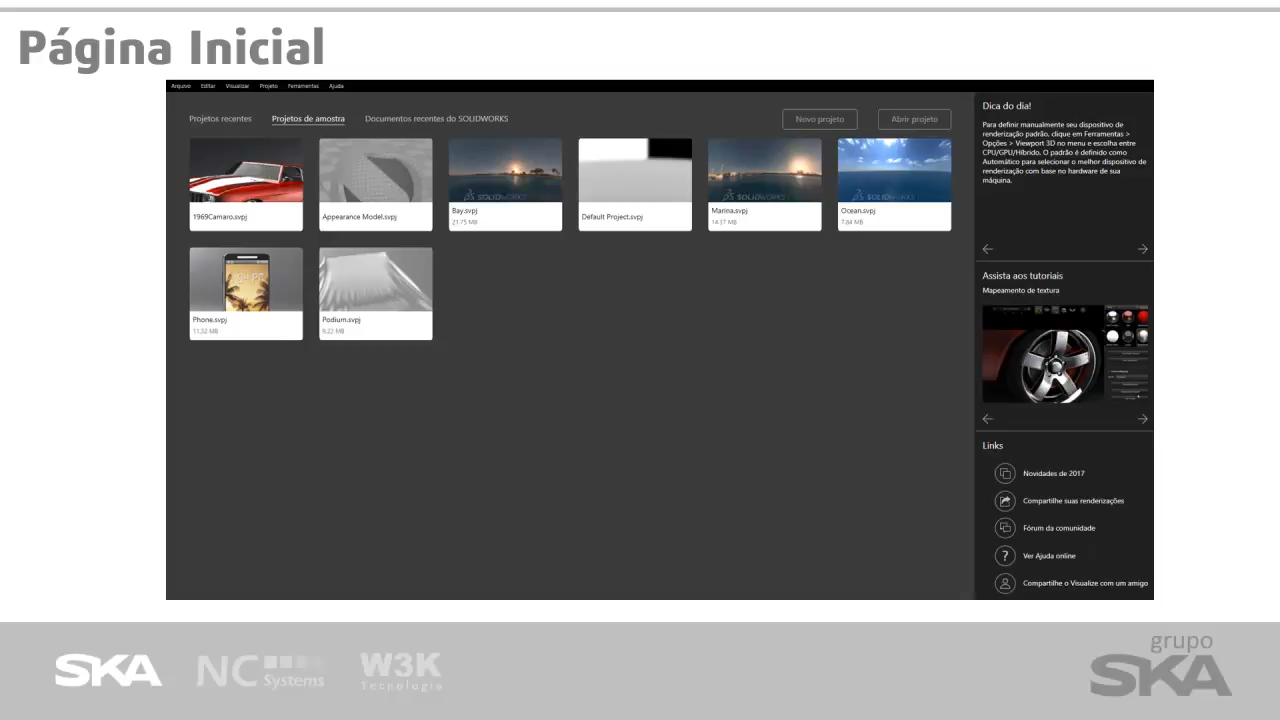 Página Inicial
Arquivo Editar Visualizar Projeto Ferramentas Ajuda
Projetos recentes Projetos de amostra Documentos recentes do SOLIDWORKS Novo projeto Abrir projeto
1969Camaro.svpj
Appearance Model.svpj
SOLIDWORKS
Bay.svpj
21.75 MB
Default Project.svpj
SOLIDWORKS
Marina.svpj
14.17 MB
SOLIDWORKS
Ocean.svpj
7.84 MB
Phone.svpj
11.32 MB
Podium.svpj
9.22 MB
Dica do dia!
Para definir manualmente seu dispositivo de
renderização padrão, clique em Ferramentas >
Opções > Viewport 3D no menu e escolha entre
CPU/GPU/Híbrido. O padrão é definido como
Automático para selecionar o melhor dispositivo de
renderização com base no hardware de sua
máquina.
Assista aos tutoriais
Mapeamento de textura
Links
Novidades de 2017
Compartilhe suas renderizações
Fórum da comunidade
? Ver Ajuda online
Compartilhe o Visualize com um amigo
SKA
NC Systems
W3K
Tecnologia
grupo
SKA